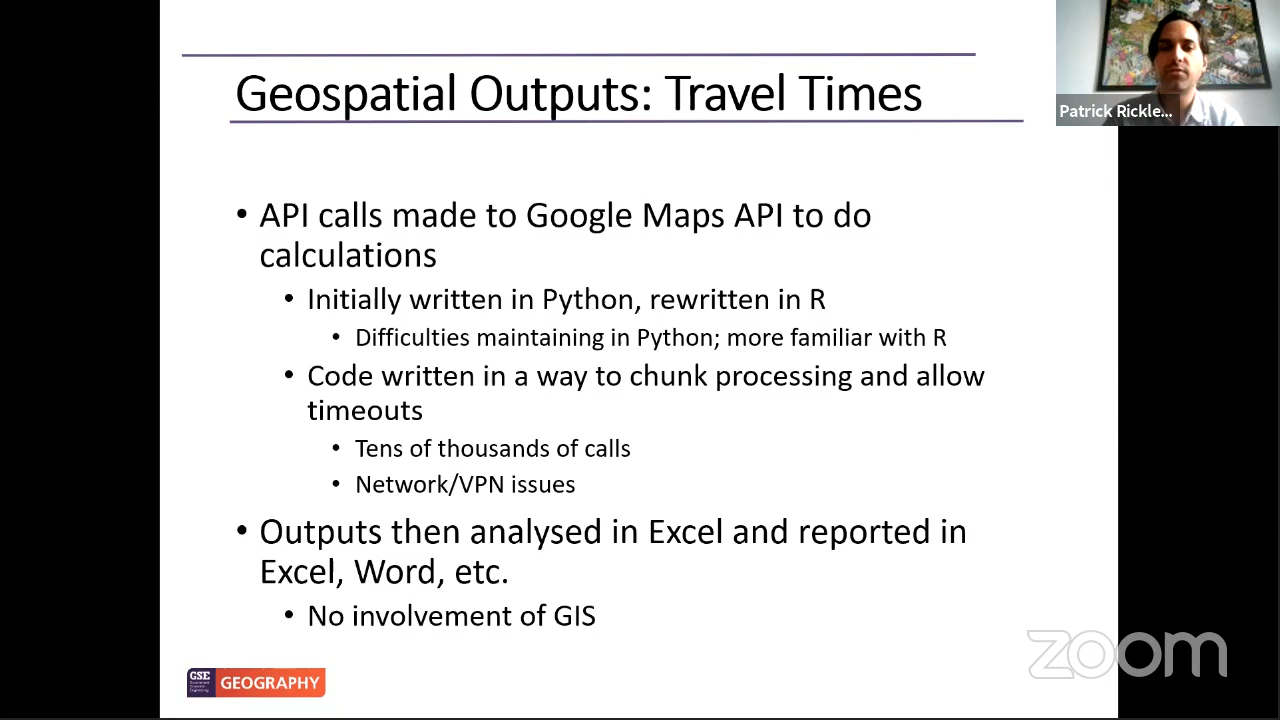 Geospatial Outputs: Travel Times
Patrick Rickle...
• API calls made to Google Maps API to do
calculations
• Initially written in Python, rewritten in R
• Difficulties maintaining in Python; more familiar with R
• Code written in a way to chunk processing and allow
timeouts
• Tens of thousands of calls
• Network/VPN issues
• Outputs then analysed in Excel and reported in
Excel, Word, etc.
• No involvement of GIS
GSE
GEOGRAPHY
zoom